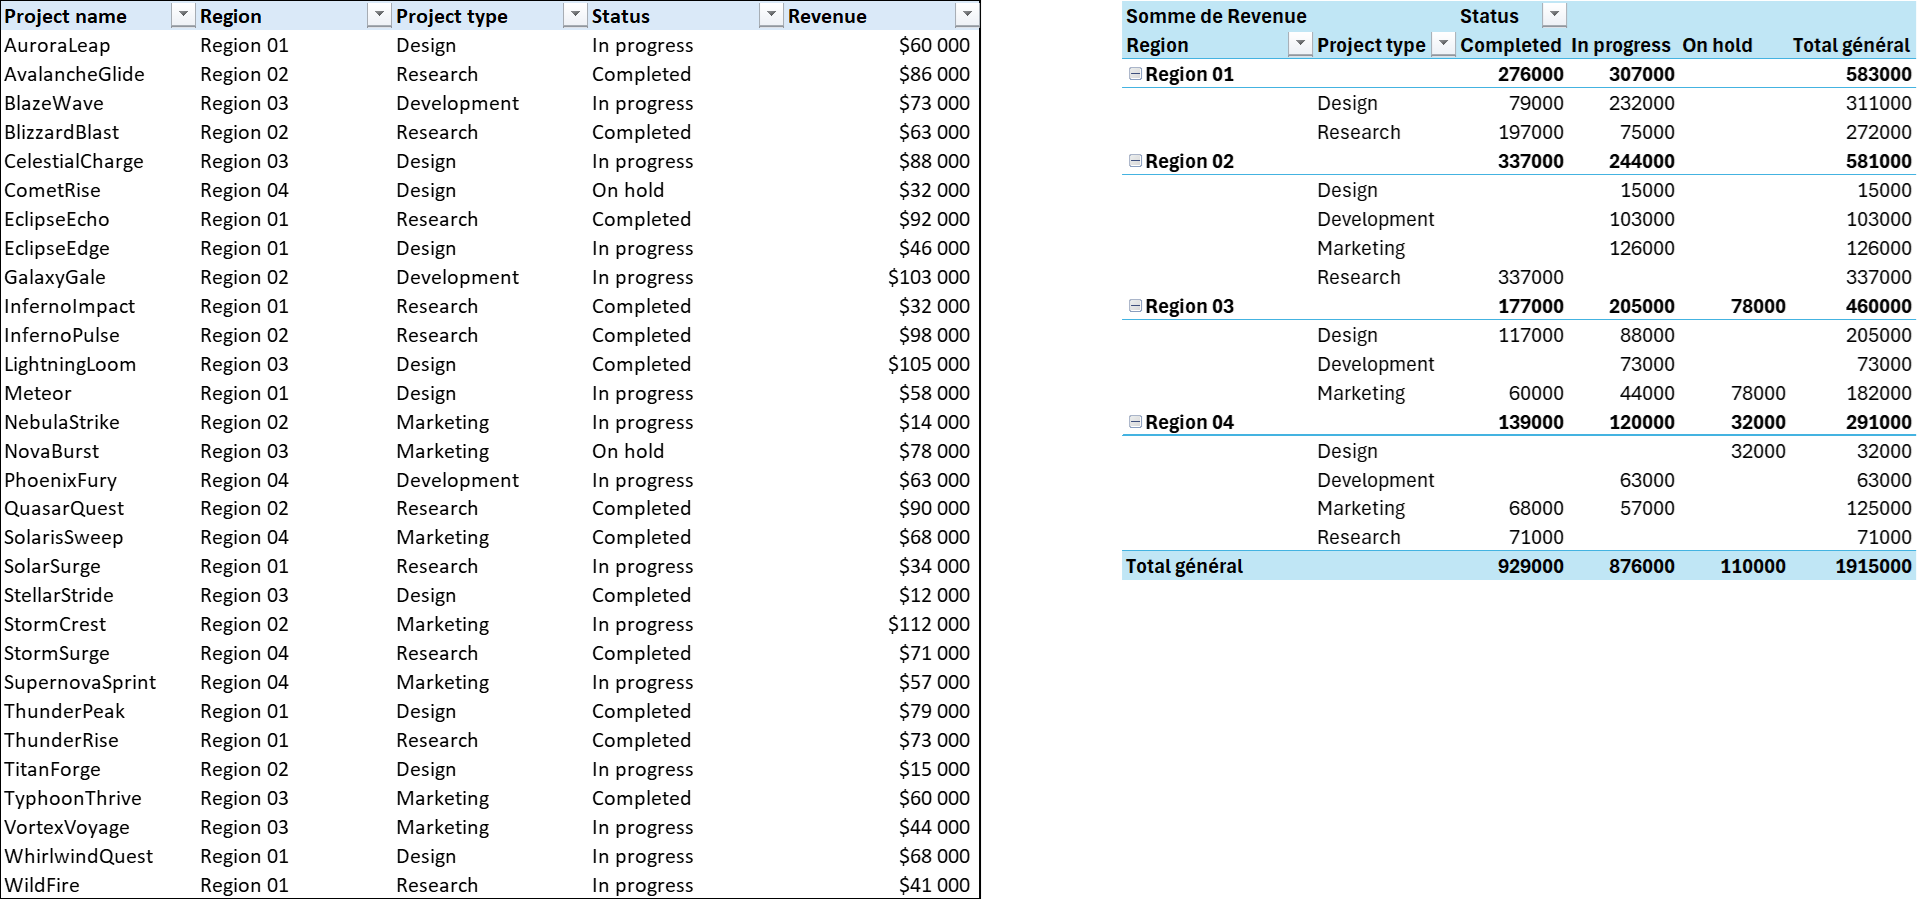 Project name Region Project type Status Revenue
AuroraLeap Region 01 Design In progress $60 000
AvalancheGlide Region 02 Research Completed $86 000
BlazeWave Region 03 Development In progress $73 000
BlizzardBlast Region 02 Research Completed $63 000
CelestialCharge Region 03 Design In progress $88 000
CometRise Region 04 Design On hold $32 000
EclipseEcho Region 01 Research Completed $92 000
EclipseEdge Region 01 Design In progress $46 000
GalaxyGale Region 02 Development In progress $103 000
InfernoImpact Region 01 Research Completed $32 000
InfernoPulse Region 02 Research Completed $98 000
LightningLoom Region 03 Design Completed $105 000
Meteor Region 01 Design In progress $58 000
NebulaStrike Region 02 Marketing In progress $14 000
NovaBurst Region 03 Marketing On hold $78 000
PhoenixFury Region 04 Development In progress $63 000
QuasarQuest Region 02 Research Completed $90 000
SolarisSweep Region 04 Marketing Completed $68 000
SolarSurge Region 01 Research In progress $34 000
StellarStride Region 03 Design Completed $12 000
StormCrest Region 02 Marketing In progress $112 000
StormSurge Region 04 Research Completed $71 000
SupernovaSprint Region 04 Marketing In progress $57 000
ThunderPeak Region 01 Design Completed $79 000
ThunderRise Region 01 Research Completed $73 000
TitanForge Region 02 Design In progress $15 000
TyphoonThrive Region 03 Marketing Completed $60 000
VortexVoyage Region 03 Marketing In progress $44 000
WhirlwindQuest Region 01 Design In progress $68 000
WildFire Region 01 Research In progress $41 000
Somme de Revenue Status
Region Project type Completed In progress On hold Total général
Region 01 276000 307000 583000
Design 79000 232000 311000
Research 197000 75000 272000
Region 02 337000 244000 581000
Design 15000 15000
Development 103000 103000
Marketing 126000 126000
Research 337000 337000
Region 03 177000 205000 78000 460000
Design 117000 88000 205000
Development 73000 73000
Marketing 60000 44000 78000 182000
Region 04 139000 120000 32000 291000
Design 32000 32000
Development 63000 63000
Marketing 68000 57000 125000
Research 71000 71000
Total général 929000 876000 110000 1915000